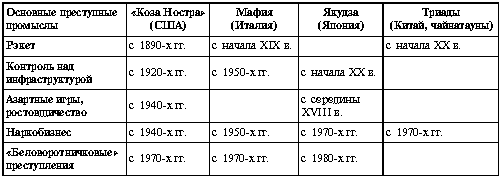 Основные преступные промыслы | «Коза Ностра» (США) | Мафия (Италия) | Якудза (Япония) | Триады (Китай, чайнатауны)
Рэкет | с 1890-х гг. | с начала XIX в. | | с начала XX в.
Контроль над инфраструктурой | с 1920-х гг. | с 1950-х гг. | с начала XX в. |
Азартные игры, ростовщичество | с 1940-х гг. | | с середины XVIII в. |
Наркобизнес | с 1940-х гг. | с 1950-х гг. | с 1970-х гг. | с 1970-х гг.
«Беловоротничковые» преступления | с 1970-х гг. | с 1970-х гг. | с 1980-х гг. |